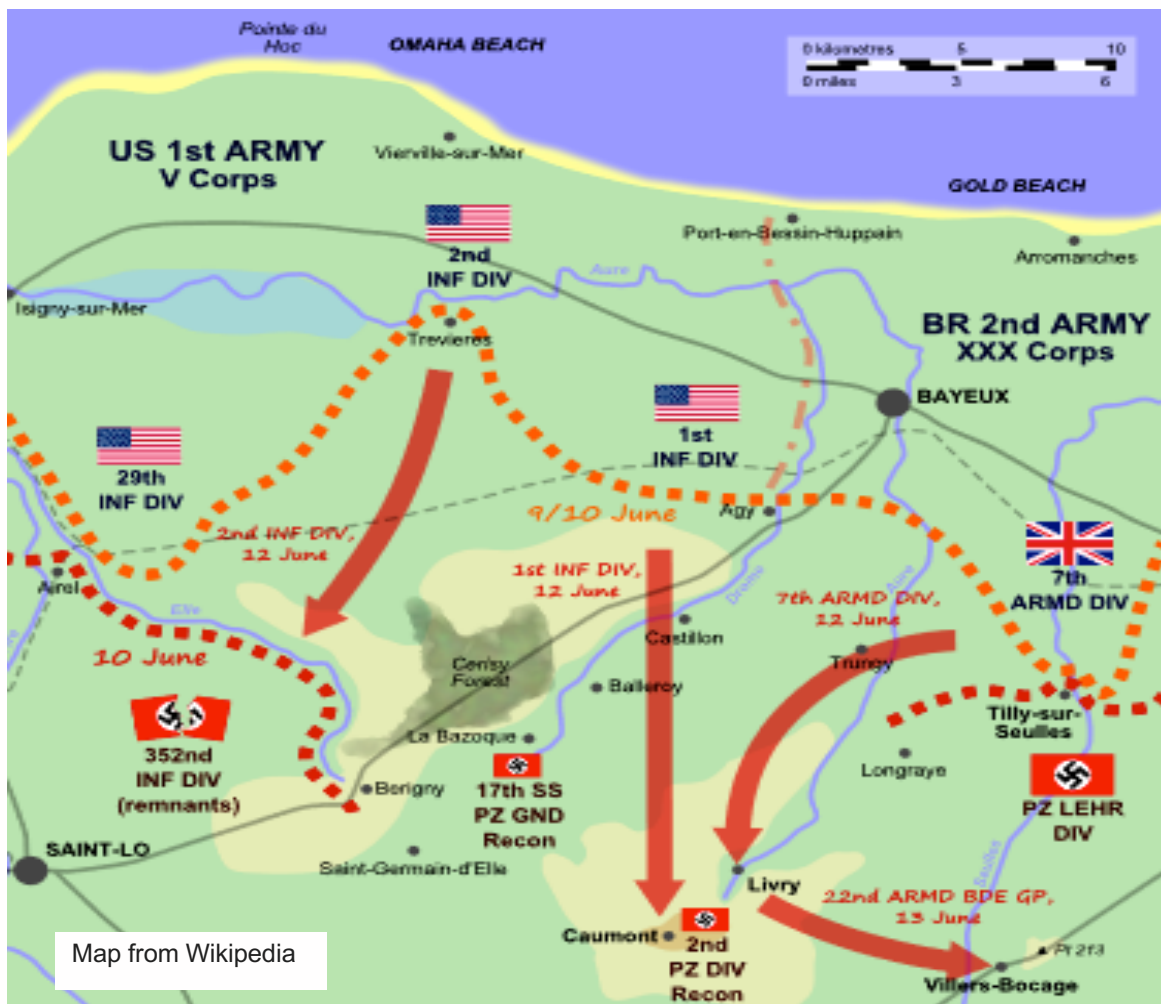 Pointe du
Hoc
OMAHA BEACH
0 kilometres 5 10
0 miles 3 6
US 1st ARMY
V Corps
Vierville-sur-Mer
GOLD BEACH
2nd
INF DIV
Port-en-Bessin-Huppain
Arromanches
Aure
Isigny-sur-Mer
Trevieres
BR 2nd ARMY
XXX Corps
BAYEUX
1st
INF DIV
29th
INF DIV
9/10 June
Agy
2nd INF DIV,
12 June
1st INF DIV,
12 June
7th
ARMD DIV
Airel
Elle
Drome
Aure
7th ARMD DIV,
12 June
Castillon
10 June
Cerisy
Forest
Trungy
Balleroy
Tilly-sur-
Seulles
352nd
INF DIV
(remnants)
La Bazoque
Longraye
17th SS
PZ GND
Recon
Berigny
PZ LEHR
DIV
SAINT-LO
Saint-Germain-d'Elle
Seulles
Livry
22nd ARMD BDE GP,
13 June
Caumont
2nd
PZ DIV
Recon
Pt 213
Villers-Bocage
Map from Wikipedia